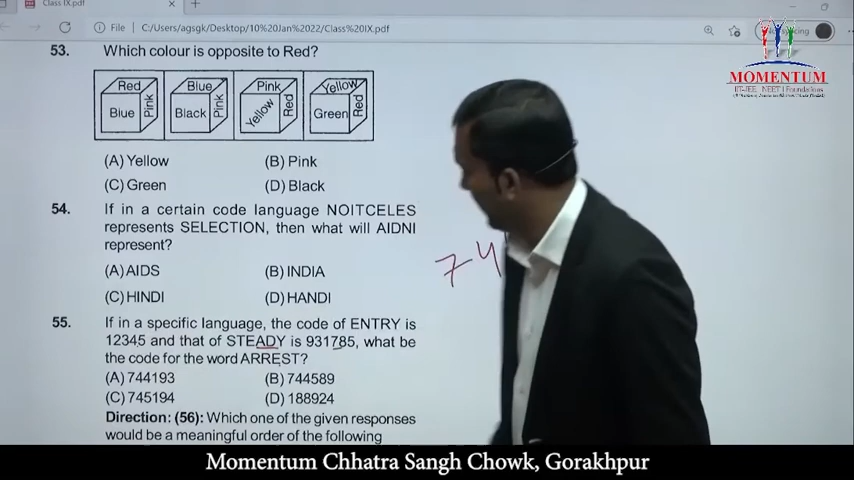 Class IX.pdf
File | C:/Users/agsgk/Desktop/10%20Jan%2022/Class%20IX.pdf
MOMENTUM
53. Which colour is opposite to Red?
Red Blue Pink
Blue Black Pink
Pink Yellow Red
Yellow Green Red
(A) Yellow (B) Pink
(C) Green (D) Black
54. If in a certain code language NOITCELES
represents SELECTION, then what will AIDNI
represent?
(A) AIDS (B) INDIA
(C) HINDI (D) HANDI
55. If in a specific language, the code of ENTRY is
12345 and that of STEADY is 931785, what be
the code for the word ARREST?
(A) 744193 (B) 744589
(C) 745194 (D) 188924
Direction: (56): Which one of the given responses
would be a meaningful order of the following
74
Momentum Chhatra Sangh Chowk, Gorakhpur